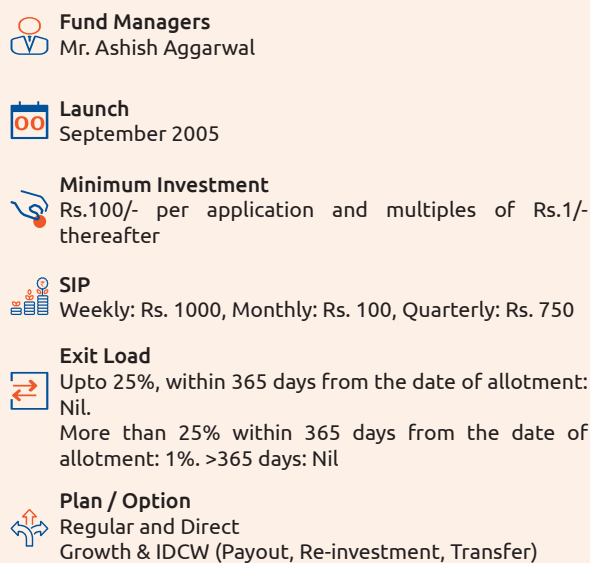 Fund Managers
Mr. Ashish Aggarwal
Launch
September 2005
Minimum Investment
Rs.100/- per application and multiples of Rs.1/-
thereafter
SIP
Weekly: Rs. 1000, Monthly: Rs. 100, Quarterly: Rs. 750
Exit Load
Upto 25%, within 365 days from the date of allotment:
Nil.
More than 25% within 365 days from the date of
allotment: 1%. >365 days: Nil
Plan / Option
Regular and Direct
Growth & IDCW (Payout, Re-investment, Transfer)